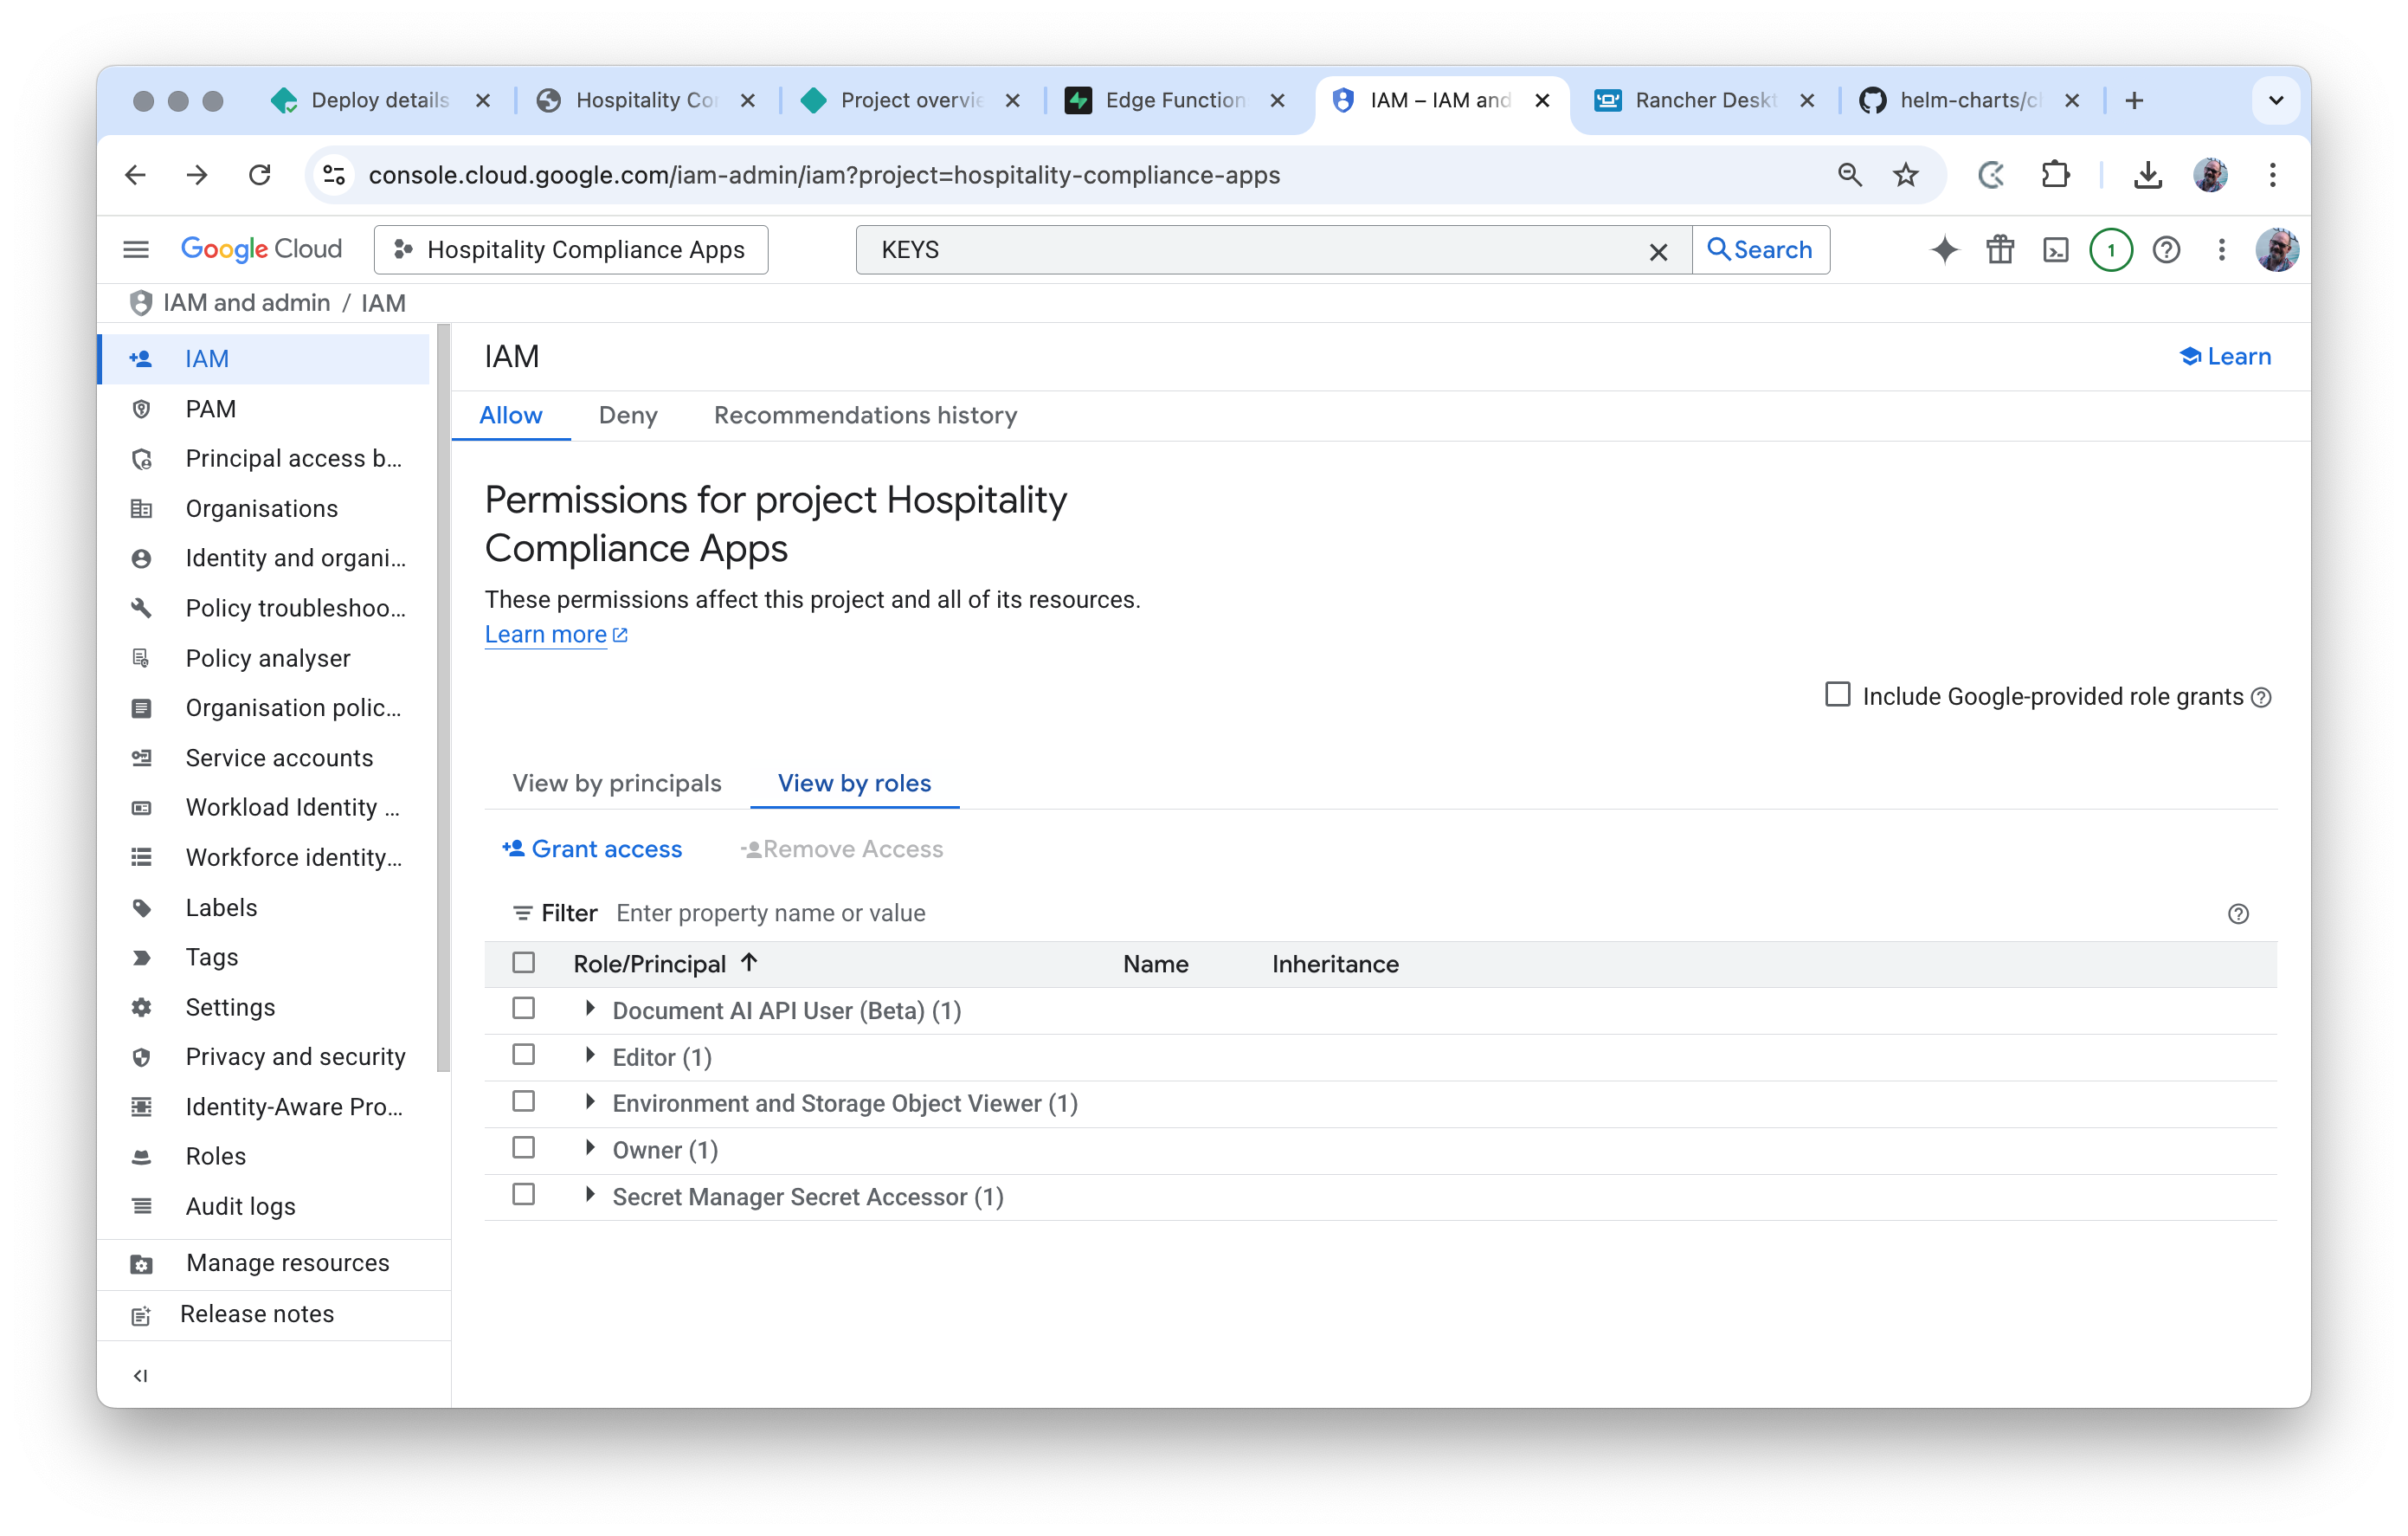 Deploy details
Hospitality Co
Project overvie
Edge Function
IAM – IAM and
Rancher Deskt
helm-charts/c
console.cloud.google.com/iam-admin/iam?project=hospitality-compliance-apps
Google Cloud
Hospitality Compliance Apps
KEYS
Search
1
IAM and admin / IAM
IAM
PAM
Principal access b...
Organisations
Identity and organi...
Policy troubleshoo...
Policy analyser
Organisation polic...
Service accounts
Workload Identity ...
Workforce identity...
Labels
Tags
Settings
Privacy and security
Identity-Aware Pro...
Roles
Audit logs
Manage resources
Release notes
IAM
Learn
Allow
Deny
Recommendations history
Permissions for project Hospitality
Compliance Apps
These permissions affect this project and all of its resources.
Learn more
Include Google-provided role grants
View by principals
View by roles
Grant access
Remove Access
Filter
Enter property name or value
Role/Principal
Name
Inheritance
Document AI API User (Beta) (1)
Editor (1)
Environment and Storage Object Viewer (1)
Owner (1)
Secret Manager Secret Accessor (1)